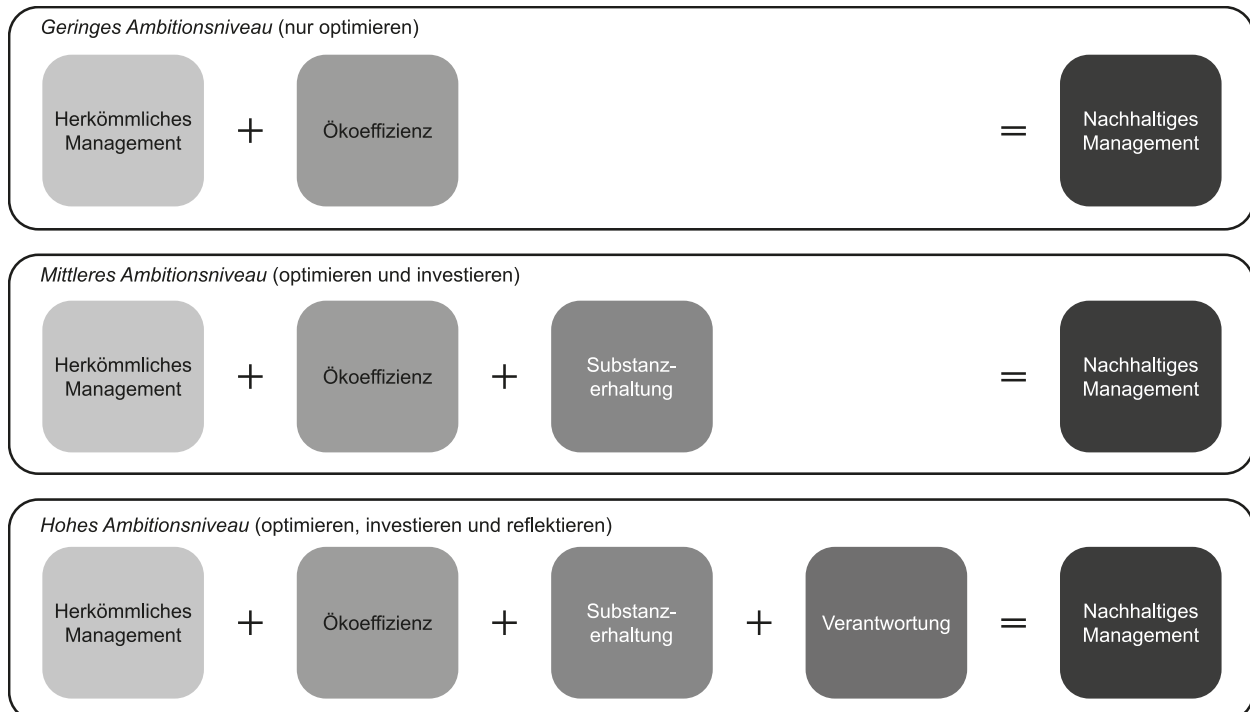 Geringes Ambitionsniveau (nur optimieren)
Herkömmliches
Management
+
Ökoeffizienz
=
Nachhaltiges
Management
Mittleres Ambitionsniveau (optimieren und investieren)
Herkömmliches
Management
+
Ökoeffizienz
+
Substanz-
erhaltung
=
Nachhaltiges
Management
Hohes Ambitionsniveau (optimieren, investieren und reflektieren)
Herkömmliches
Management
+
Ökoeffizienz
+
Substanz-
erhaltung
+
Verantwortung
=
Nachhaltiges
Management